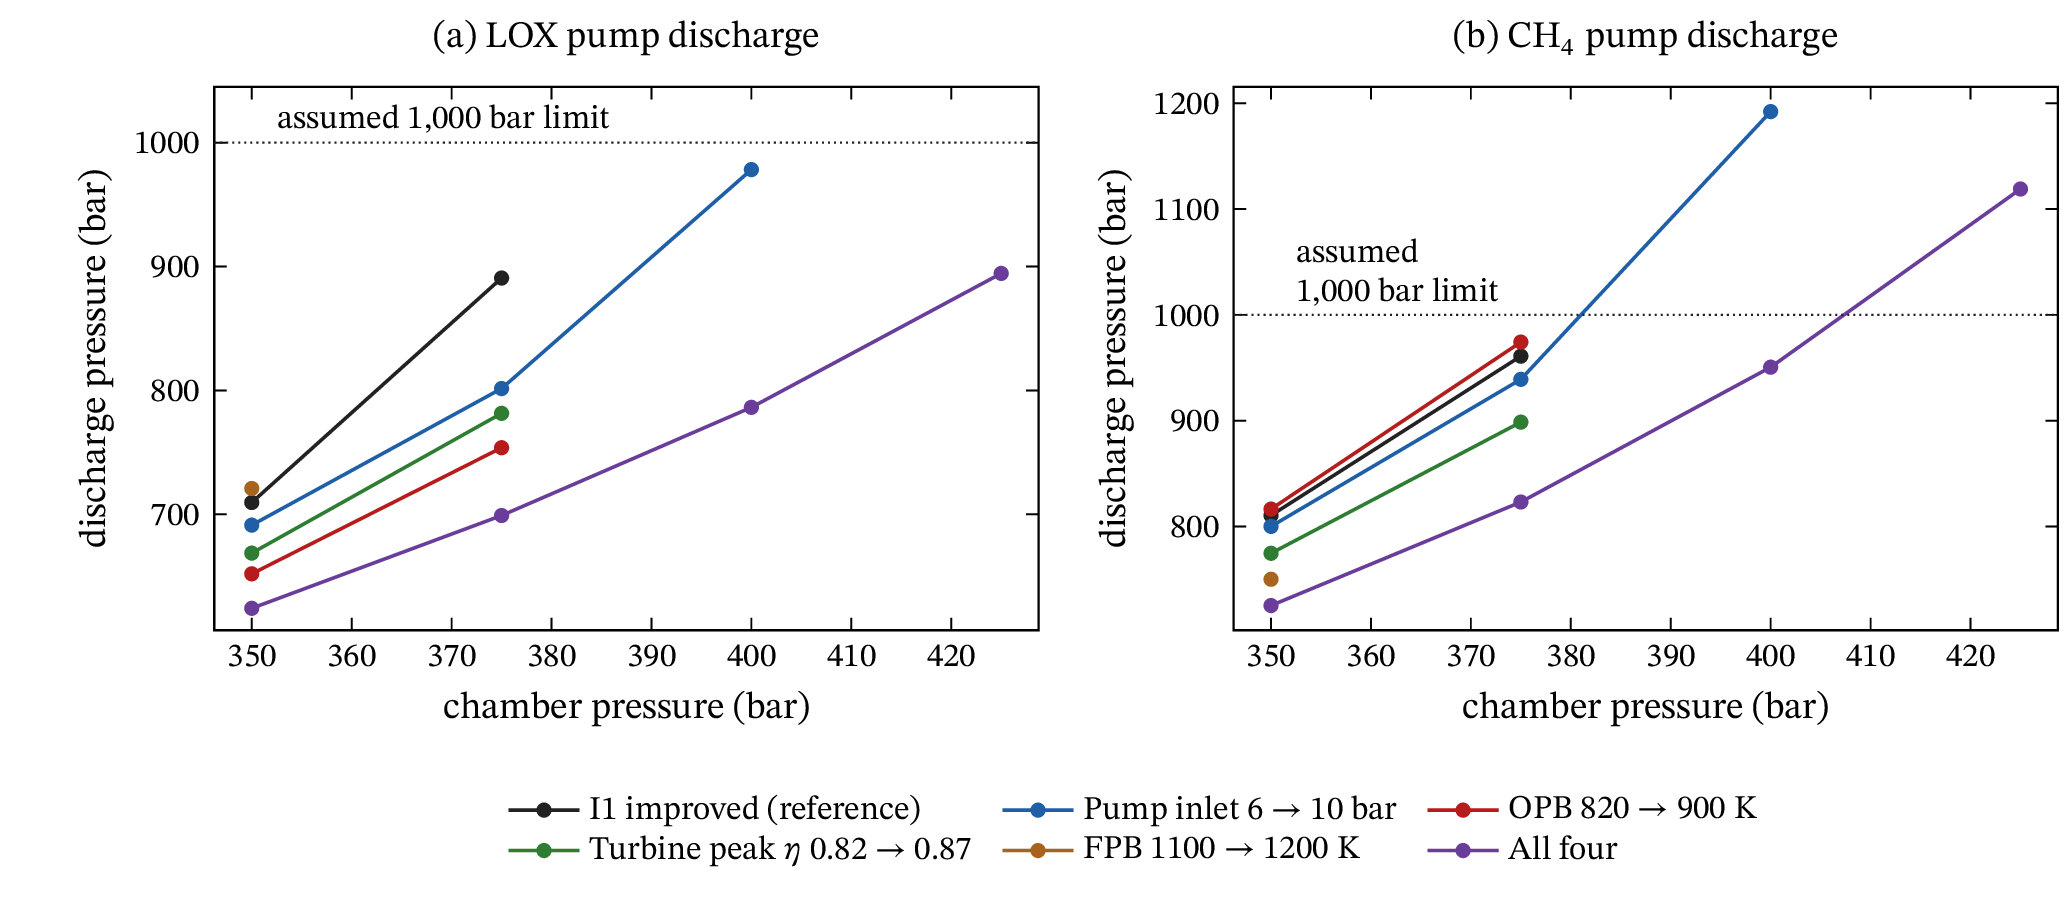 (a) LOX pump discharge
assumed 1,000 bar limit
1000
900
800
700
discharge pressure (bar)
350 360 370 380 390 400 410 420
chamber pressure (bar)
(b) CH₄ pump discharge
1200
1100
1000
900
800
assumed
1,000 bar limit
discharge pressure (bar)
350 360 370 380 390 400 410 420
chamber pressure (bar)
I1 improved (reference)
Pump inlet 6 → 10 bar
OPB 820 → 900 K
Turbine peak η 0.82 → 0.87
FPB 1100 → 1200 K
All four